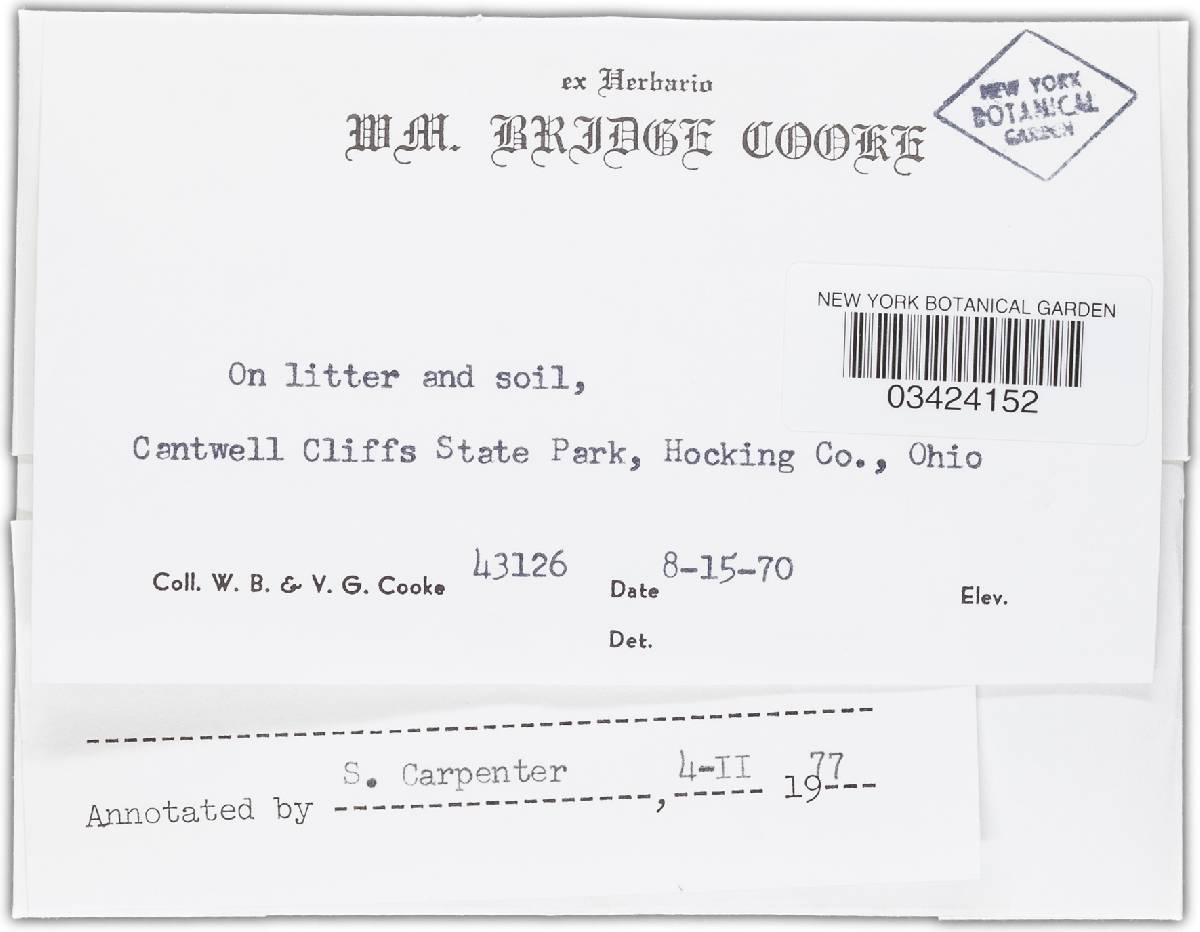 ex Herbario
WM. BRIDGE COOKE
NEW YORK
BOTANICAL
GARDEN
NEW YORK BOTANICAL GARDEN
03424152
On litter and soil,
Cantwell Cliffs State Park, Hocking Co., Ohio
Coll. W. B. & V. G. Cooke 43126 Date 8-15-70 Elev.
Det.
Annotated by S. Carpenter, 4-II 1977